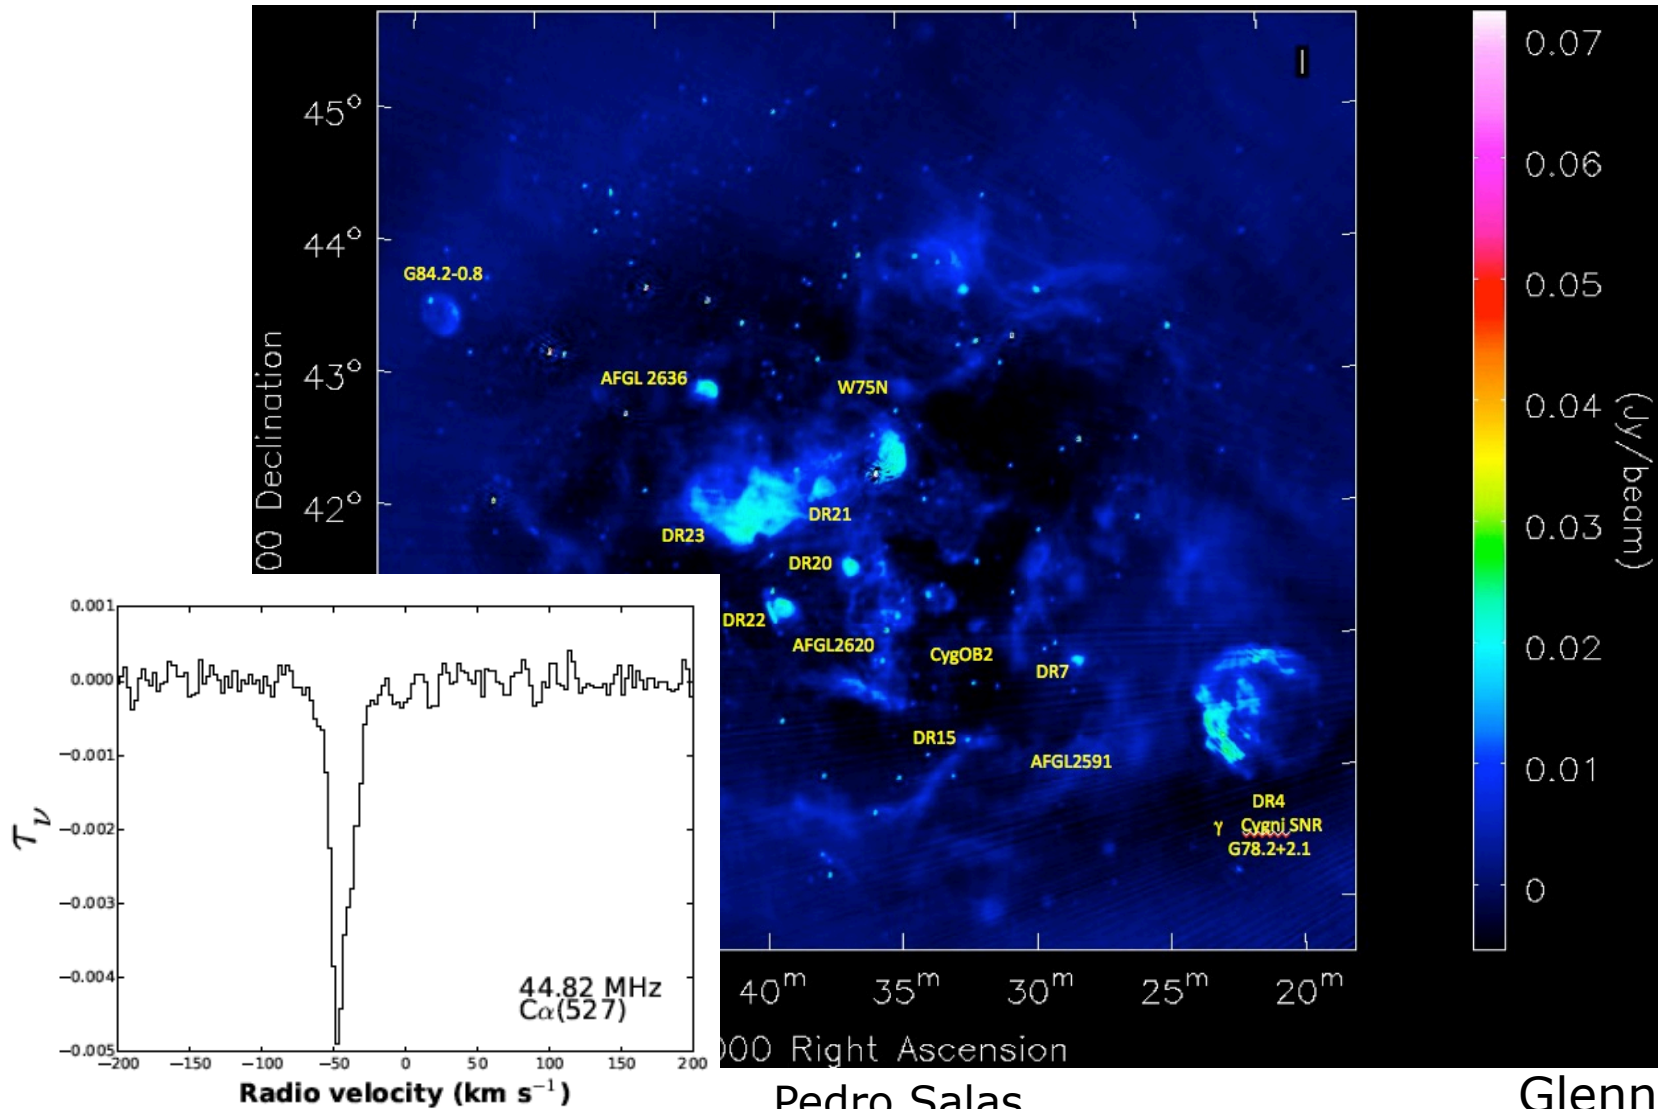 I
45°
44°
43°
42°
00 Declination
G84.2-0.8
AFGL 2636
W75N
DR23
DR21
DR20
DR22
AFGL2620
CygOB2
DR7
DR15
AFGL2591
DR4
γ Cygni SNR
G78.2+2.1
40m
35m
30m
25m
20m
000 Right Ascension
0.07
0.06
0.05
0.04
0.03
0.02
0.01
0
(Jy/beam)
0.001
0.000
−0.001
−0.002
−0.003
−0.004
−0.005
τν
−200
−150
−100
−50
0
50
100
150
200
Radio velocity (km s−1)
44.82 MHz
Cα(527)
Pedro Salas
Glenn